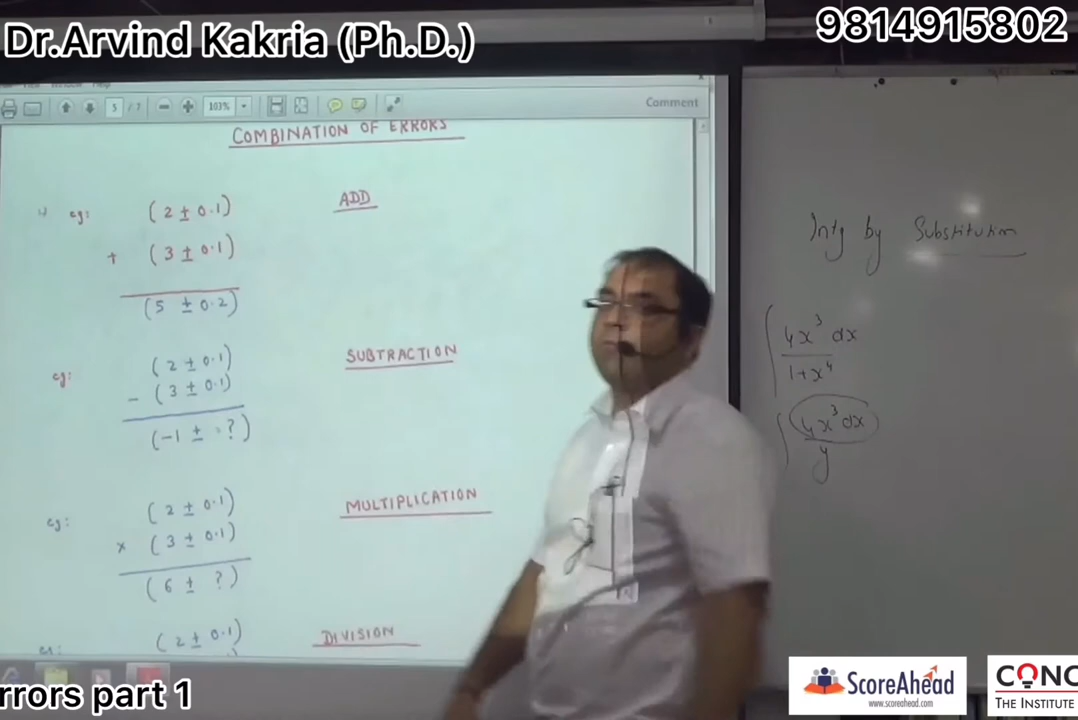 Dr.Arvind Kakria (Ph.D.)
9814915802
5 / 7
103%
Comment
COMBINATION OF ERRORS
eg: (2 ± 0.1)
+ (3 ± 0.1)
(5 ± 0.2)
ADD
eg: (2 ± 0.1)
- (3 ± 0.1)
(-1 ± = ?)
SUBTRACTION
eg: (2 ± 0.1)
x (3 ± 0.1)
(6 ± ?)
MULTIPLICATION
(2 ± 0.1)
DIVISION
Intg by Substitution
∫ 4x³ dx
1+x⁴
∫ 4x³ dx
y
rrors part 1
ScoreAhead
www.scoreahead.com
CONC
THE INSTITUTE